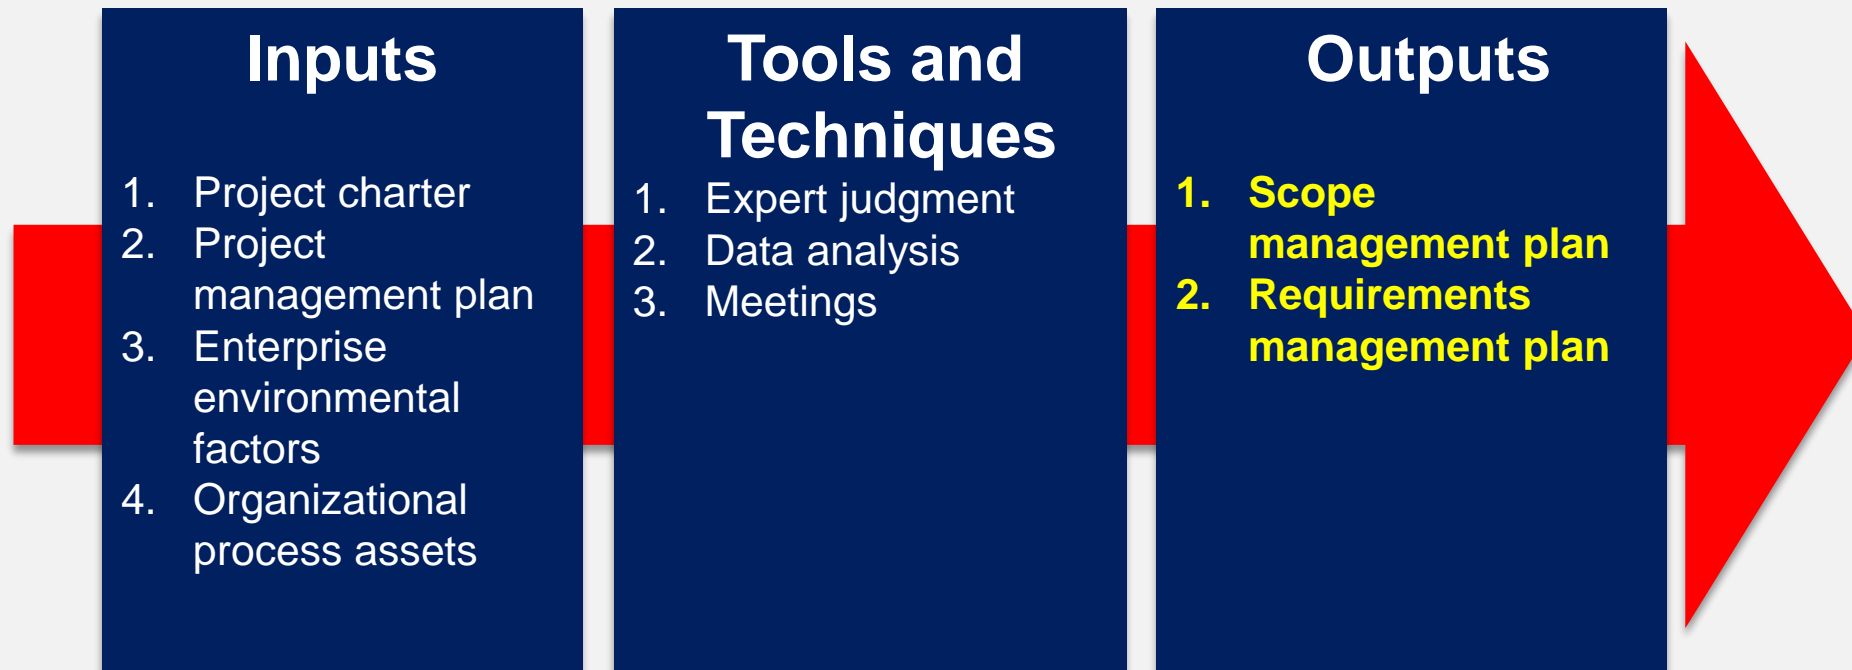 Inputs
1. Project charter
2. Project
management plan
3. Enterprise
environmental
factors
4. Organizational
process assets
Tools and
Techniques
1. Expert judgment
2. Data analysis
3. Meetings
Outputs
1. Scope
management plan
2. Requirements
management plan